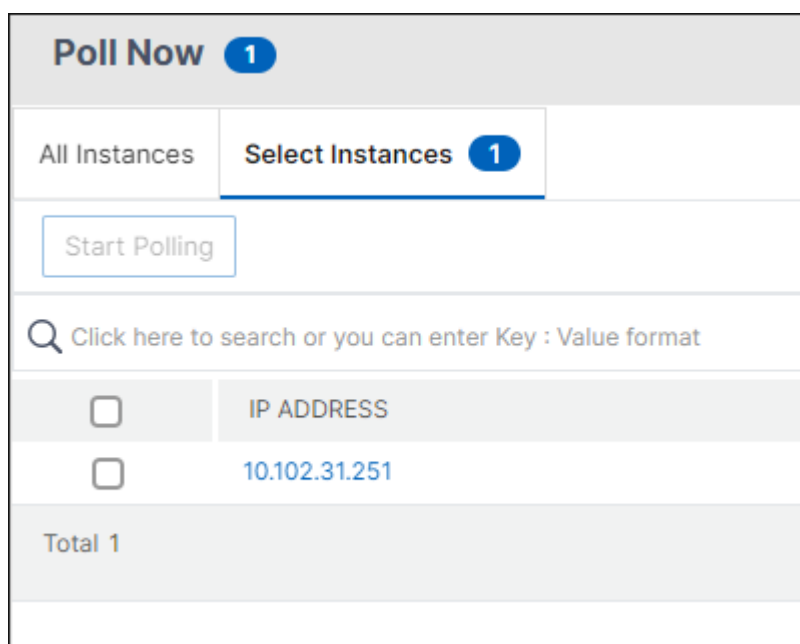 Poll Now 1
All Instances Select Instances 1
Start Polling
Click here to search or you can enter Key : Value format
IP ADDRESS
10.102.31.251
Total 1